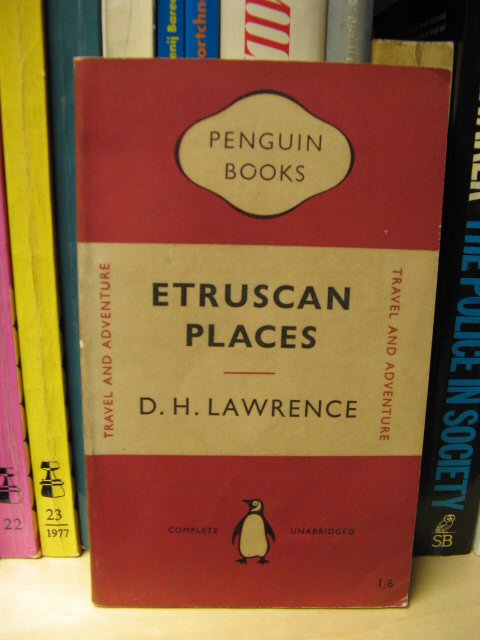 PENGUIN
BOOKS
TRAVEL AND ADVENTURE
ETRUSCAN
PLACES
D. H. LAWRENCE
TRAVEL AND ADVENTURE
COMPLETE
UNABRIDGED
1/6
22
23
1977
THE POLICE IN SOCIETY
SB